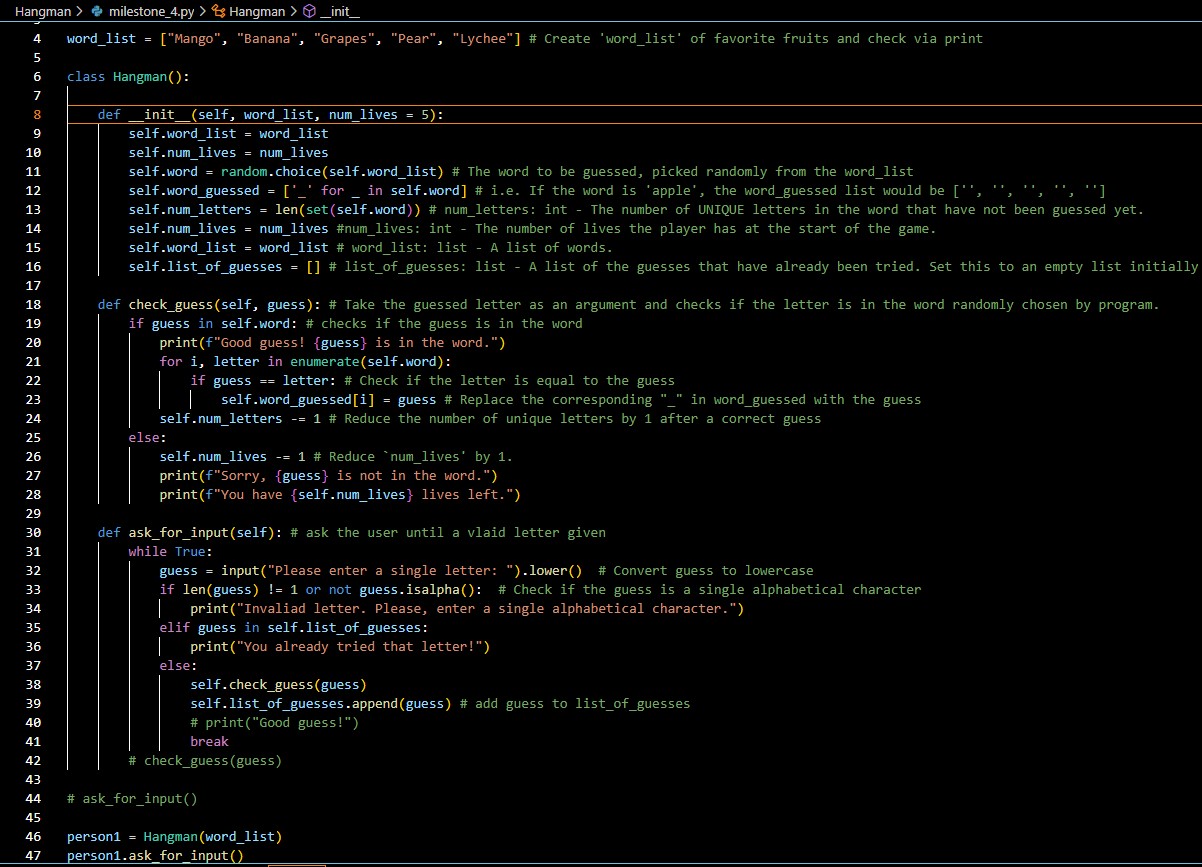 Hangman > milestone_4.py > Hangman > __init__
4 word_list = ["Mango", "Banana", "Grapes", "Pear", "Lychee"] # Create 'word_list' of favorite fruits and check via print
5
6 class Hangman():
7
8     def __init__(self, word_list, num_lives = 5):
9         self.word_list = word_list
10         self.num_lives = num_lives
11         self.word = random.choice(self.word_list) # The word to be guessed, picked randomly from the word_list
12         self.word_guessed = ['_' for _ in self.word] # i.e. If the word is 'apple', the word_guessed list would be ['', '', '', '', '']
13         self.num_letters = len(set(self.word)) # num_letters: int - The number of UNIQUE letters in the word that have not been guessed yet.
14         self.num_lives = num_lives #num_lives: int - The number of lives the player has at the start of the game.
15         self.word_list = word_list # word_list: list - A list of words.
16         self.list_of_guesses = [] # list_of_guesses: list - A list of the guesses that have already been tried. Set this to an empty list initially
17
18     def check_guess(self, guess): # Take the guessed letter as an argument and checks if the letter is in the word randomly chosen by program.
19         if guess in self.word: # checks if the guess is in the word
20             print(f"Good guess! {guess} is in the word.")
21             for i, letter in enumerate(self.word):
22                 if guess == letter: # Check if the letter is equal to the guess
23                     self.word_guessed[i] = guess # Replace the corresponding "_" in word_guessed with the guess
24             self.num_letters -= 1 # Reduce the number of unique letters by 1 after a correct guess
25         else:
26             self.num_lives -= 1 # Reduce `num_lives' by 1.
27             print(f"Sorry, {guess} is not in the word.")
28             print(f"You have {self.num_lives} lives left.")
29
30     def ask_for_input(self): # ask the user until a vlaid letter given
31         while True:
32             guess = input("Please enter a single letter: ").lower()  # Convert guess to lowercase
33             if len(guess) != 1 or not guess.isalpha():  # Check if the guess is a single alphabetical character
34                 print("Invaliad letter. Please, enter a single alphabetical character.")
35             elif guess in self.list_of_guesses:
36                 print("You already tried that letter!")
37             else:
38                 self.check_guess(guess)
39                 self.list_of_guesses.append(guess) # add guess to list_of_guesses
40                 # print("Good guess!")
41                 break
42         # check_guess(guess)
43
44 # ask_for_input()
45
46 person1 = Hangman(word_list)
47 person1.ask_for_input()